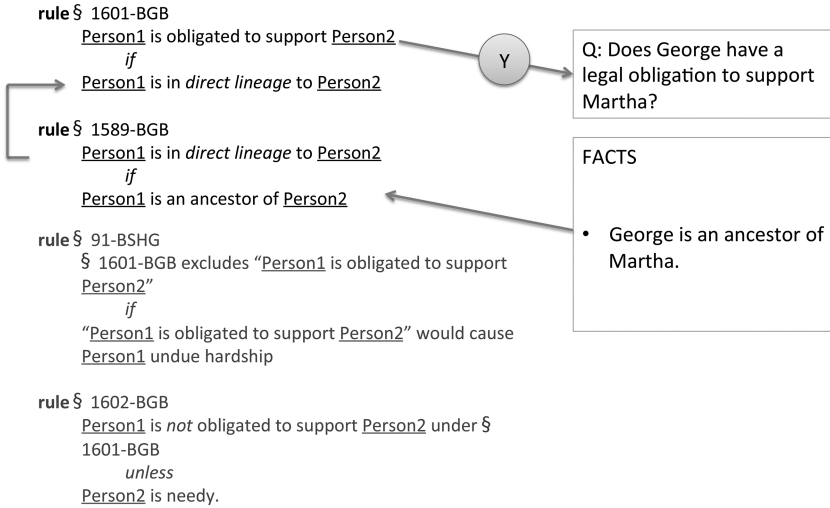 rule § 1601-BGB
Person1 is obligated to support Person2
if
Person1 is in direct lineage to Person2
rule § 1589-BGB
Person1 is in direct lineage to Person2
if
Person1 is an ancestor of Person2
rule § 91-BSHG
§ 1601-BGB excludes “Person1 is obligated to support
Person2”
if
“Person1 is obligated to support Person2” would cause
Person1 undue hardship
rule § 1602-BGB
Person1 is not obligated to support Person2 under §
1601-BGB
unless
Person2 is needy.
Y
Q: Does George have a
legal obligation to support
Martha?
FACTS
• George is an ancestor of
Martha.